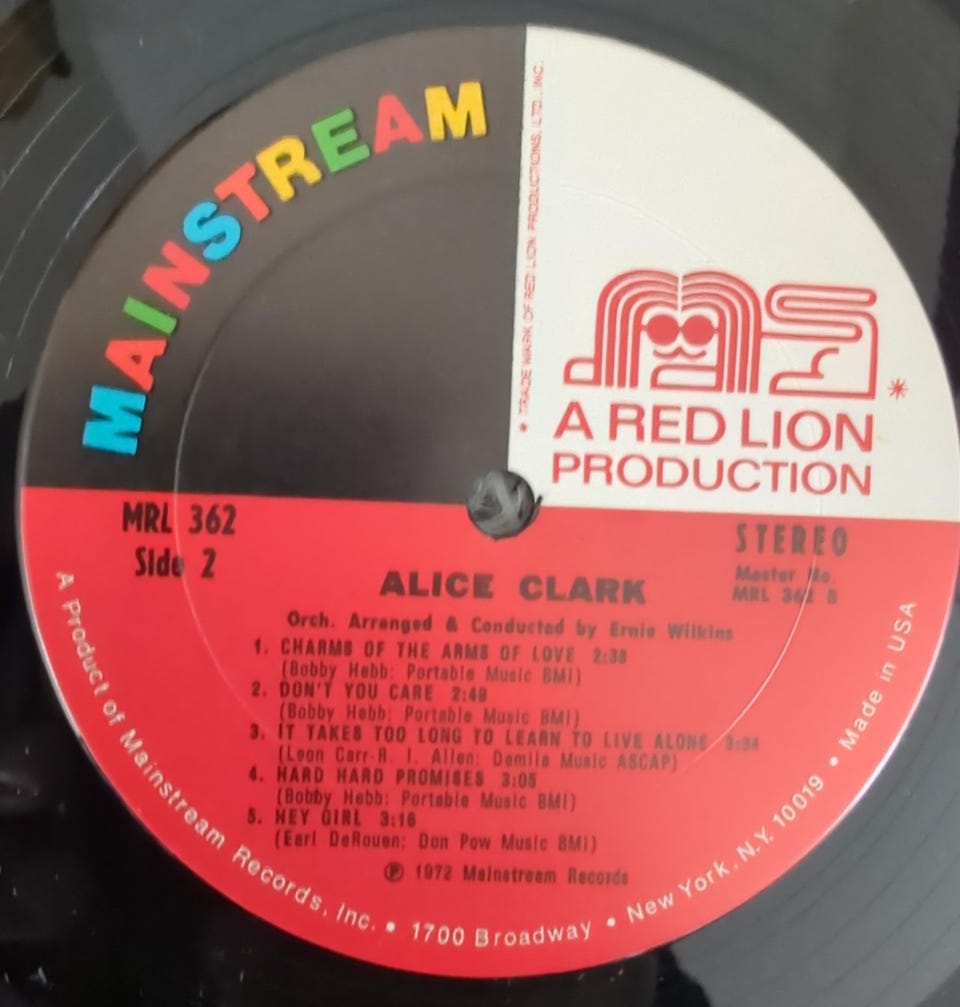 MAINSTREAM
* TRADE MARK OF RED LION PRODUCTIONS, LTD., INC.
A RED LION
PRODUCTION
MRL 362
Side 2
STEREO
Master No.
MRL 362 B
ALICE CLARK
Orch. Arranged & Conducted by Ernie Wilkins
1. CHARMS OF THE ARMS OF LOVE 2:38
(Bobby Hebb: Portable Music BMI)
2. DON'T YOU CARE 2:49
(Bobby Hebb: Portable Music BMI)
3. IT TAKES TOO LONG TO LEARN TO LIVE ALONE 3:34
(Leon Carr-R. I. Allen: Damila Music ASCAP)
4. HARD HARD PROMISES 3:05
(Bobby Hebb: Portable Music BMI)
5. HEY GIRL 3:16
(Earl DeRouen: Don Pow Music BMI)
℗ 1972 Mainstream Records
A Product of Mainstream Records, Inc. • 1700 Broadway • New York, N.Y. 10019 • Made in USA